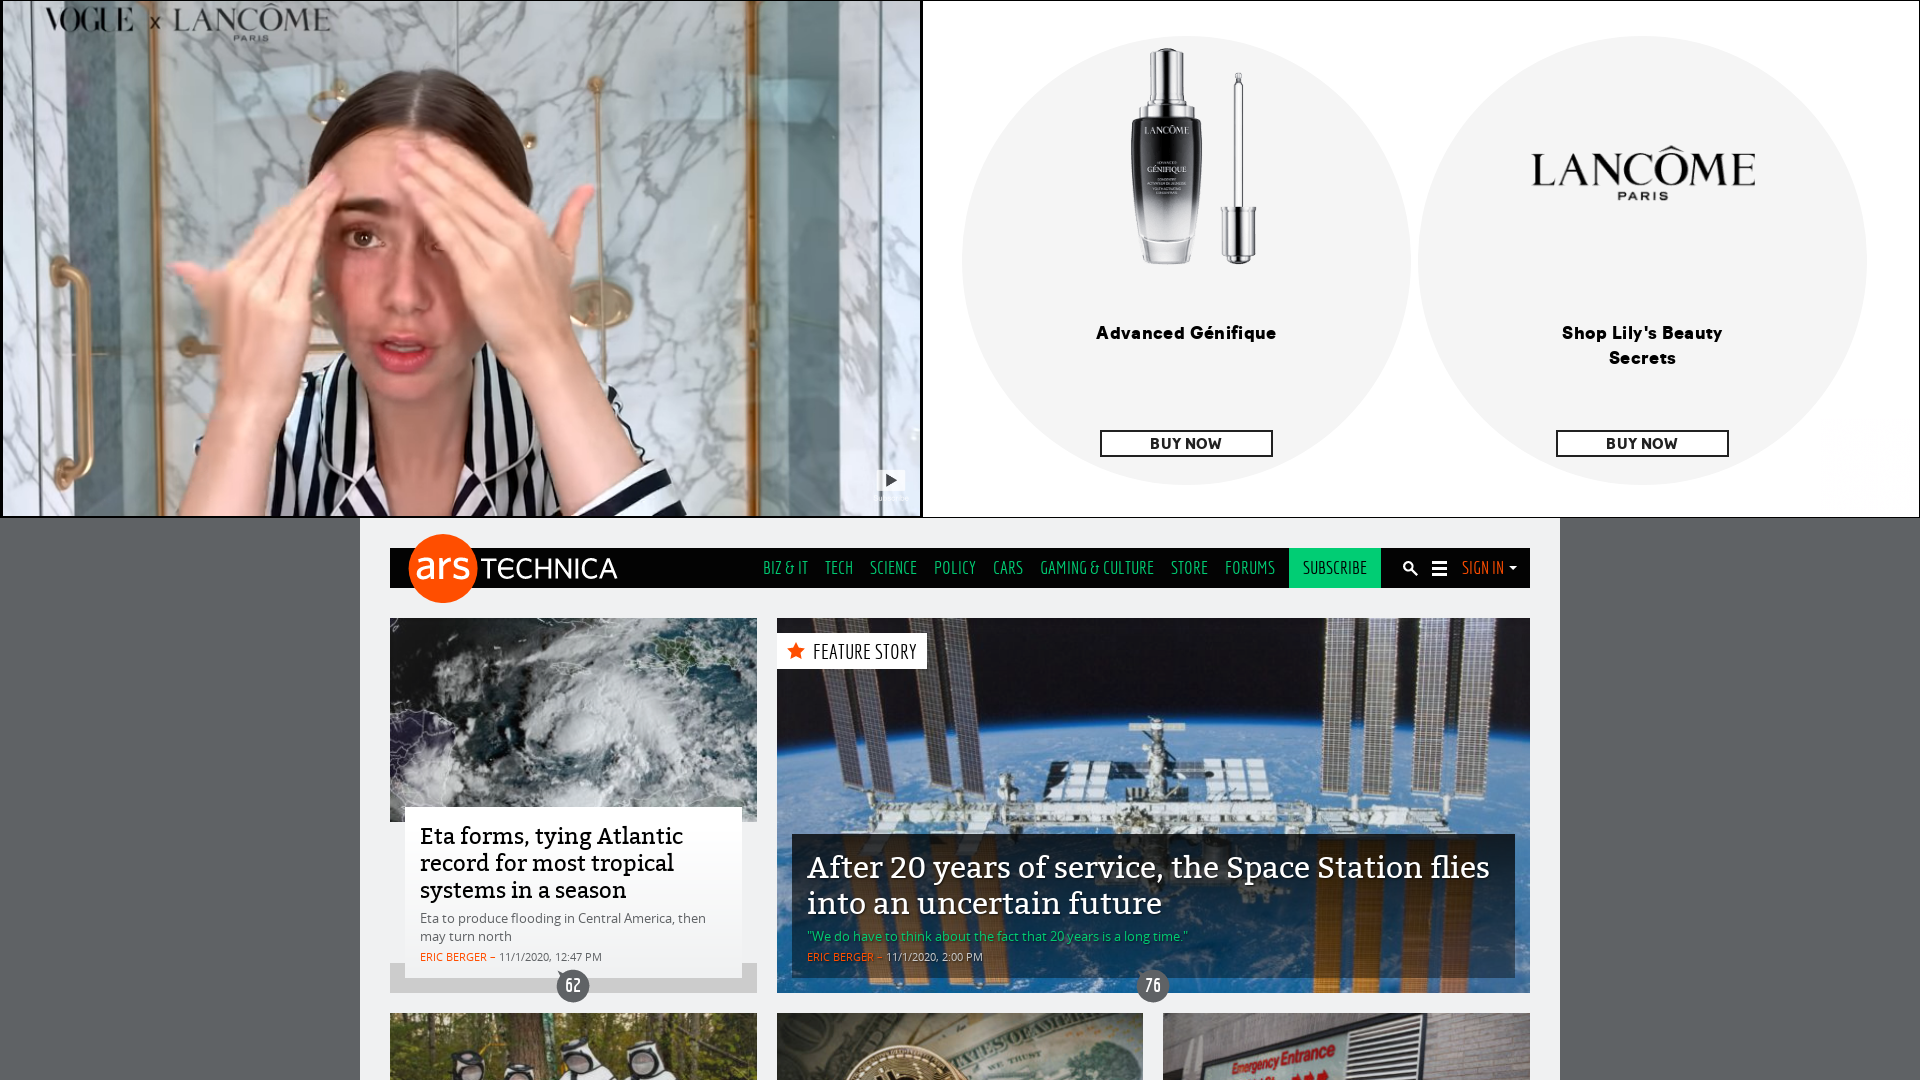 VOGUE x LANCÔME
PARIS
LANCÔME
ADVANCED
GÉNIFIQUE
LANCÔME
PARIS
Advanced Génifique
Shop Lily's Beauty
Secrets
BUY NOW
BUY NOW
ars TECHNICA
BIZ & IT TECH SCIENCE POLICY CARS GAMING & CULTURE STORE FORUMS SUBSCRIBE SIGN IN
FEATURE STORY
Eta forms, tying Atlantic
record for most tropical
systems in a season
Eta to produce flooding in Central America, then
may turn north
ERIC BERGER – 11/1/2020, 12:47 PM
62
After 20 years of service, the Space Station flies
into an uncertain future
"We do have to think about the fact that 20 years is a long time."
ERIC BERGER – 11/1/2020, 2:00 PM
76
Emergency Entrance